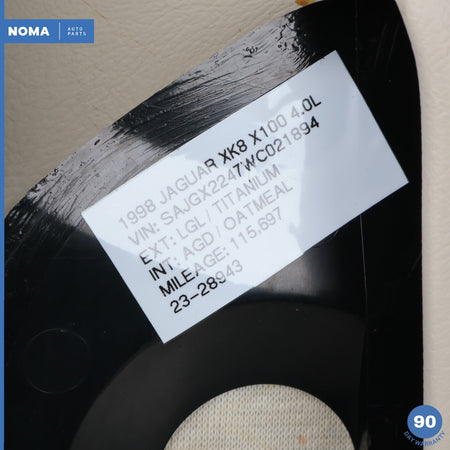 NOMA AUTO PARTS
1998 JAGUAR XK8 X100 4.0L
VIN: SAJGX2247WC021894
EXT: LGL / TITANIUM
INT: AGD / OATMEAL
MILEAGE: 115,697
23-28943
90
DAY WARRANTY